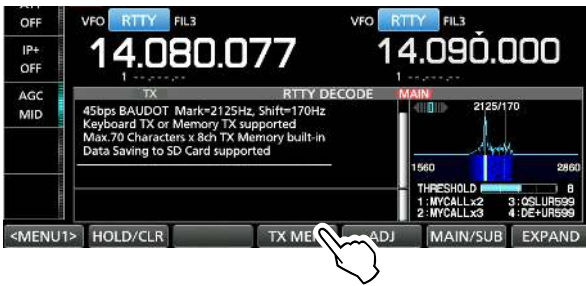 OFF
VFO RTTY FIL3 VFO RTTY FIL3
IP+
OFF
14.080.077 14.090.000
1 --.---.-- 1 --.---.--
AGC
MID
TX RTTY DECODE MAIN
45bps BAUDOT Mark=2125Hz, Shift=170Hz
Keyboard TX or Memory TX supported
Max.70 Characters x 8ch TX Memory built-in
Data Saving to SD Card supported
2125/170
1560 2860
THRESHOLD 8
1:MYCALLx2 3:QSLUR599
2:MYCALLx3 4:DE+UR599
<MENU1> HOLD/CLR TX ME ADJ MAIN/SUB EXPAND